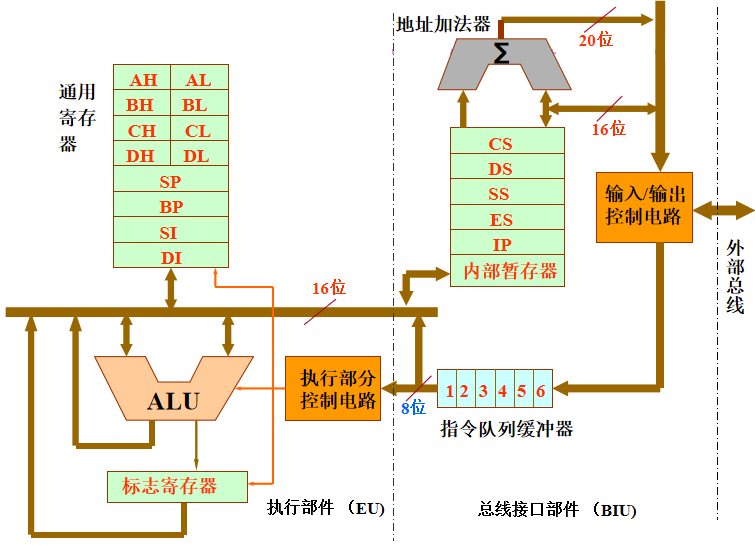 地址加法器
Σ
20位
16位
通用
寄存
器
AH AL
BH BL
CH CL
DH DL
SP
BP
SI
DI
CS
DS
SS
ES
IP
内部暂存器
输入/输出
控制电路
外部总线
16位
ALU
执行部分
控制电路
8位
1 2 3 4 5 6
指令队列缓冲器
标志寄存器
执行部件 （EU)
总线接口部件 （BIU)